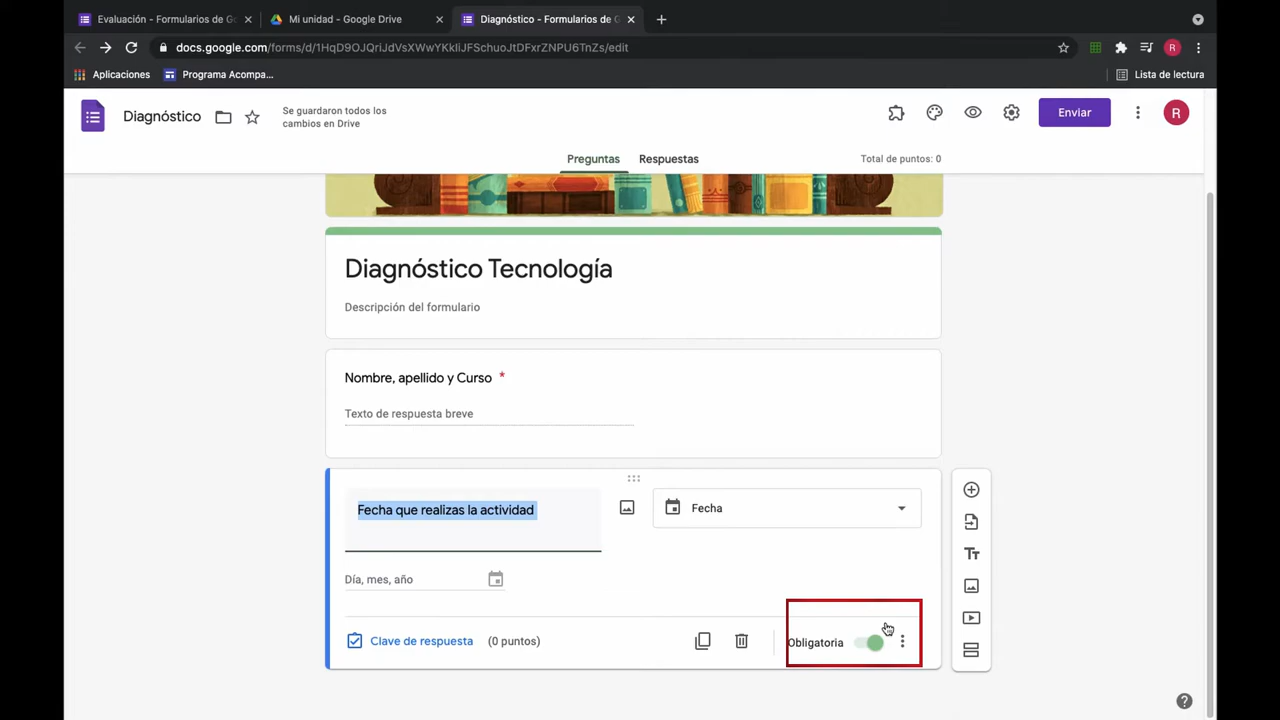 Evaluación - Formularios de Go
Mi unidad - Google Drive
Diagnóstico - Formularios de G
docs.google.com/forms/d/1HqD9OJQriJdVsXWwYKkliJFSchuoJtDFxrZNPU6TnZs/edit
R
Aplicaciones
Programa Acompa...
Lista de lectura
Diagnóstico
Se guardaron todos los
cambios en Drive
Enviar
R
Preguntas
Respuestas
Total de puntos: 0
Diagnóstico Tecnología
Descripción del formulario
Nombre, apellido y Curso *
Texto de respuesta breve
Fecha que realizas la actividad
Fecha
Tт
Día, mes, año
Clave de respuesta
(0 puntos)
Obligatoria